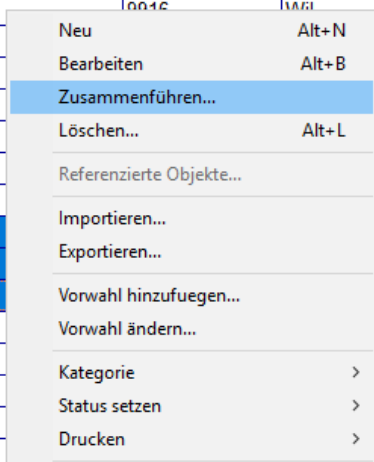 Neu Alt+N
Bearbeiten Alt+B
Zusammenführen...
Löschen... Alt+L
Referenzierte Objekte...
Importieren...
Exportieren...
Vorwahl hinzufuegen...
Vorwahl ändern...
Kategorie
Status setzen
Drucken